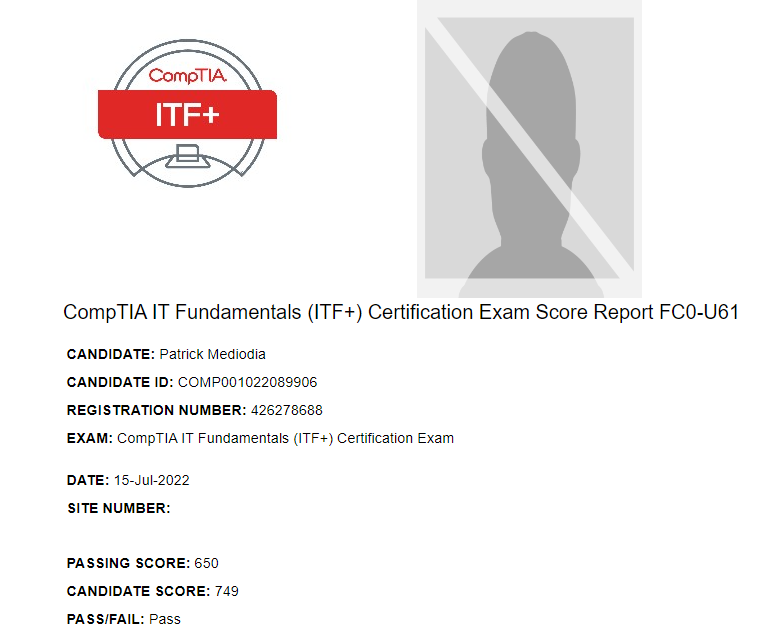 CompTIA.
ITF+
CompTIA IT Fundamentals (ITF+) Certification Exam Score Report FC0-U61
CANDIDATE: Patrick Mediodia
CANDIDATE ID: COMP001022089906
REGISTRATION NUMBER: 426278688
EXAM: CompTIA IT Fundamentals (ITF+) Certification Exam
DATE: 15-Jul-2022
SITE NUMBER:
PASSING SCORE: 650
CANDIDATE SCORE: 749
PASS/FAIL: Pass